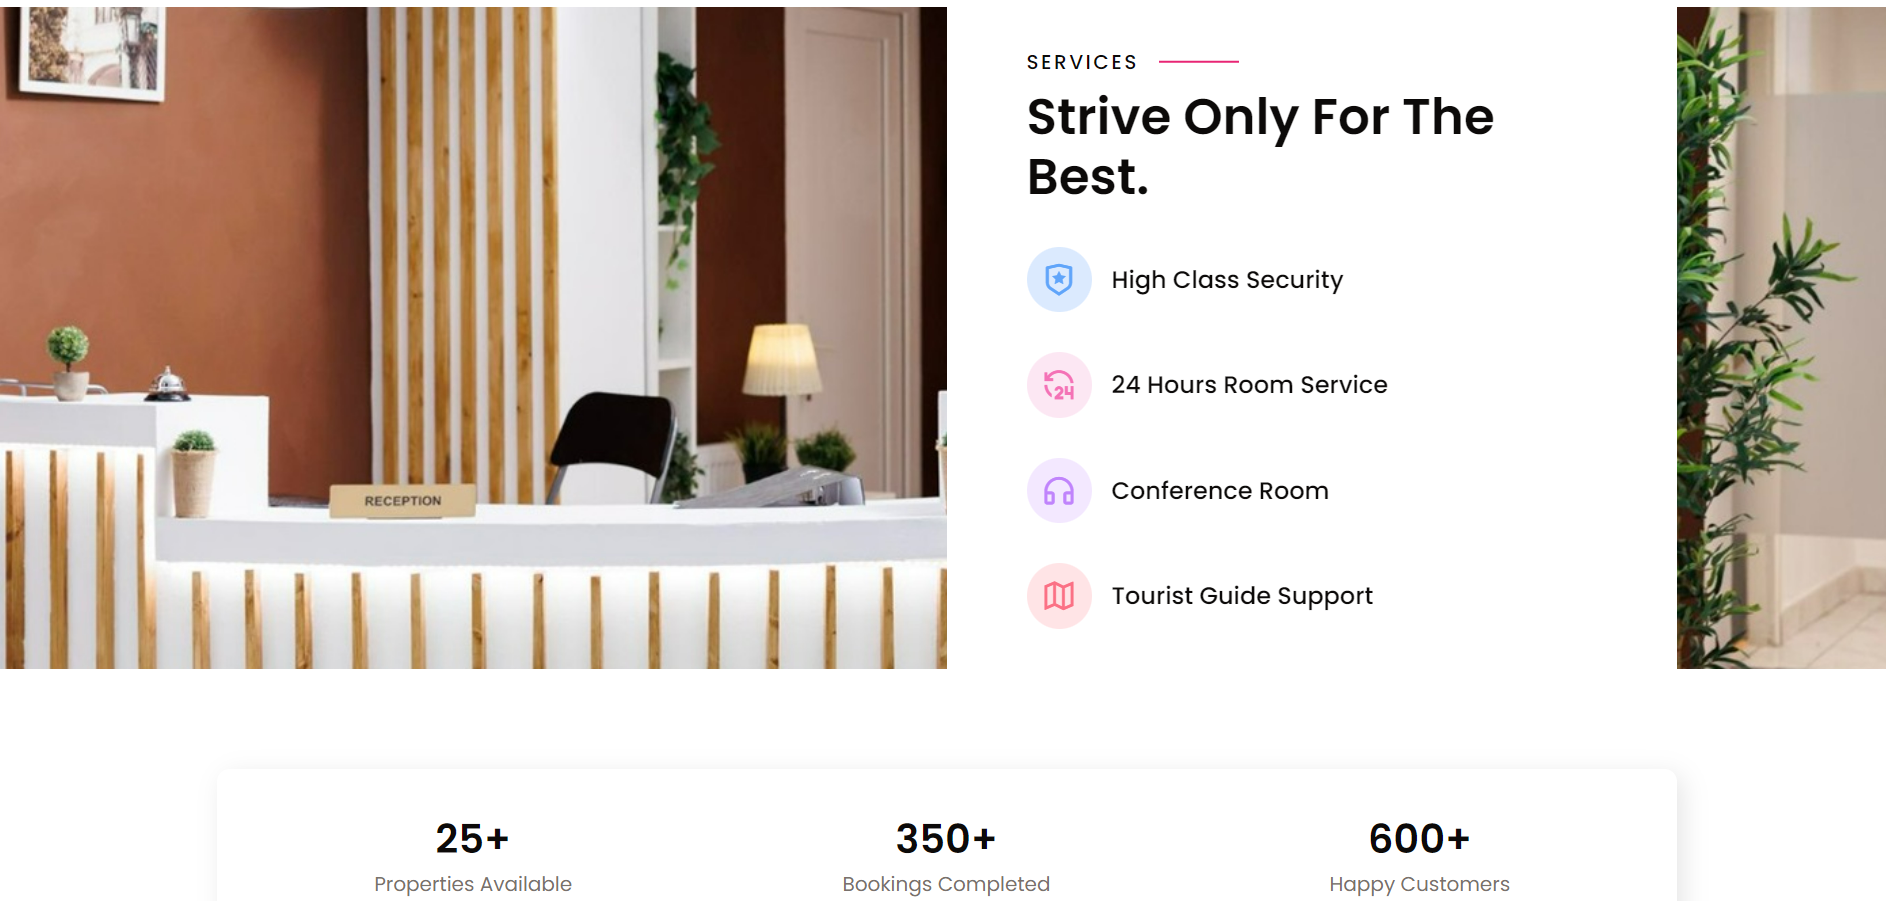 SERVICES
Strive Only For The
Best.
High Class Security
24
24 Hours Room Service
Conference Room
Tourist Guide Support
RECEPTION
25+
350+
600+
Properties Available
Bookings Completed
Happy Customers